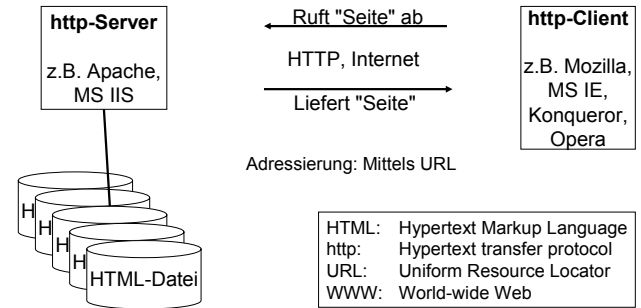 http-Server
z.B. Apache,
MS IIS
Ruft "Seite" ab
HTTP, Internet
Liefert "Seite"
http-Client
z.B. Mozilla,
MS IE,
Konqueror,
Opera
Adressierung: Mittels URL
H
H
H
H
HTML-Datei
HTML: Hypertext Markup Language
http: Hypertext transfer protocol
URL: Uniform Resource Locator
WWW: World-wide Web